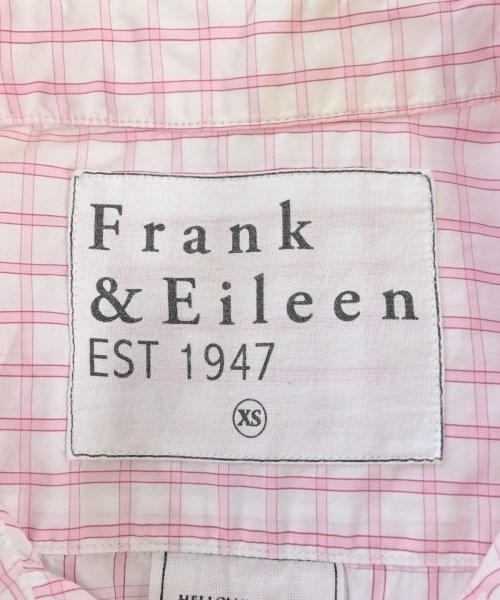 Frank
& Eileen
EST 1947
XS